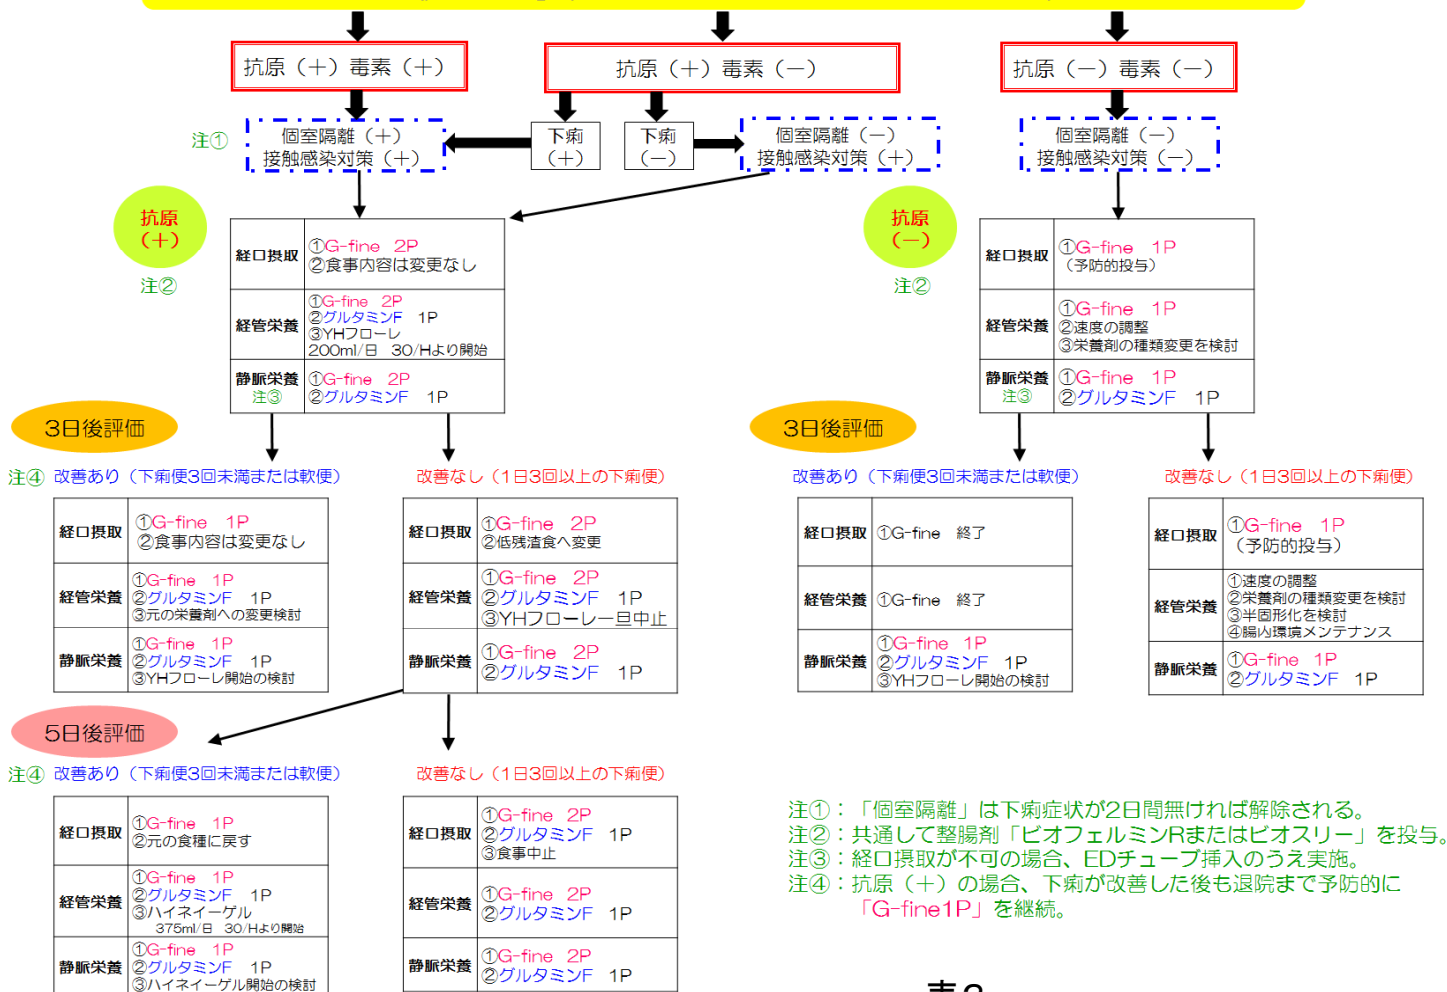 抗原（＋）毒素（＋）
抗原（＋）毒素（－）
抗原（－）毒素（－）
注①
個室隔離（＋）
接触感染対策（＋）
下痢
（＋）
下痢
（－）
個室隔離（－）
接触感染対策（＋）
個室隔離（－）
接触感染対策（－）
抗原
（＋）
注②
経口摂取
①G-fine 2P
②食事内容は変更なし
経管栄養
①G-fine 2P
②グルタミンF 1P
③YHフローレ
200ml/日 30/Hより開始
静脈栄養
注③
①G-fine 2P
②グルタミンF 1P
抗原
（－）
注②
経口摂取
①G-fine 1P
（予防的投与）
経管栄養
①G-fine 1P
②速度の調整
③栄養剤の種類変更を検討
静脈栄養
注③
①G-fine 1P
②グルタミンF 1P
3日後評価
注④ 改善あり（下痢便3回未満または軟便）
経口摂取
①G-fine 1P
②食事内容は変更なし
経管栄養
①G-fine 1P
②グルタミンF 1P
③元の栄養剤への変更検討
静脈栄養
①G-fine 1P
②グルタミンF 1P
③YHフローレ開始の検討
改善なし（1日3回以上の下痢便）
経口摂取
①G-fine 2P
②低残渣食へ変更
経管栄養
①G-fine 2P
②グルタミンF 1P
③YHフローレ一旦中止
静脈栄養
①G-fine 2P
②グルタミンF 1P
3日後評価
改善あり（下痢便3回未満または軟便）
経口摂取
①G-fine 終了
経管栄養
①G-fine 終了
静脈栄養
①G-fine 1P
②グルタミンF 1P
③YHフローレ開始の検討
改善なし（1日3回以上の下痢便）
経口摂取
①G-fine 1P
（予防的投与）
経管栄養
①速度の調整
②栄養剤の種類変更を検討
③半固形化を検討
④腸内環境メンテナンス
静脈栄養
①G-fine 1P
②グルタミンF 1P
5日後評価
注④ 改善あり（下痢便3回未満または軟便）
経口摂取
①G-fine 1P
②元の食種に戻す
経管栄養
①G-fine 1P
②グルタミンF 1P
③ハイネイーゲル
375ml/日 30/Hより開始
静脈栄養
①G-fine 1P
②グルタミンF 1P
③ハイネイーゲル開始の検討
改善なし（1日3回以上の下痢便）
経口摂取
①G-fine 2P
②グルタミンF 1P
③食事中止
経管栄養
①G-fine 2P
②グルタミンF 1P
静脈栄養
①G-fine 2P
②グルタミンF 1P
注①：「個室隔離」は下痢症状が2日間無ければ解除される。
注②：共通して整腸剤「ビオフェルミンRまたはビオスリー」を投与。
注③：経口摂取が不可の場合、EDチューブ挿入のうえ実施。
注④：抗原（＋）の場合、下痢が改善した後も退院まで予防的に
「G-fine1P」を継続。